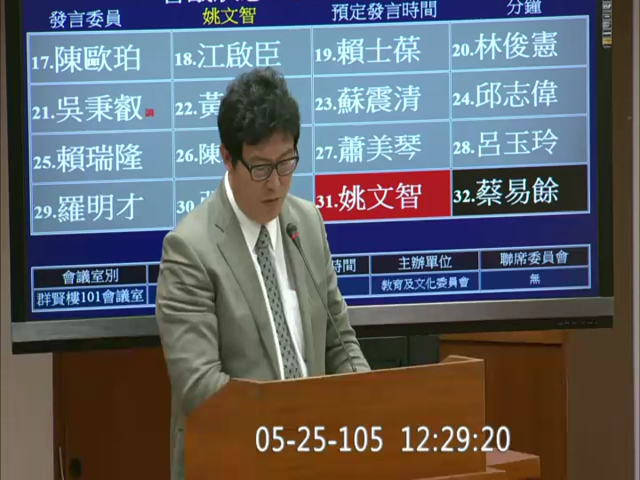 發言委員 姚文智 預定發言時間 分鐘
17.陳歐珀 18.江啟臣 19.賴士葆 20.林俊憲
21.吳秉叡 22.黃 23.蘇震清 24.邱志偉
25.賴瑞隆 26.陳 27.蕭美琴 28.呂玉玲
29.羅明才 30. 31.姚文智 32.蔡易餘
會議室別 時間 主辦單位 聯席委員會
群賢樓101會議室 教育及文化委員會 無
05-25-105 12:29:20